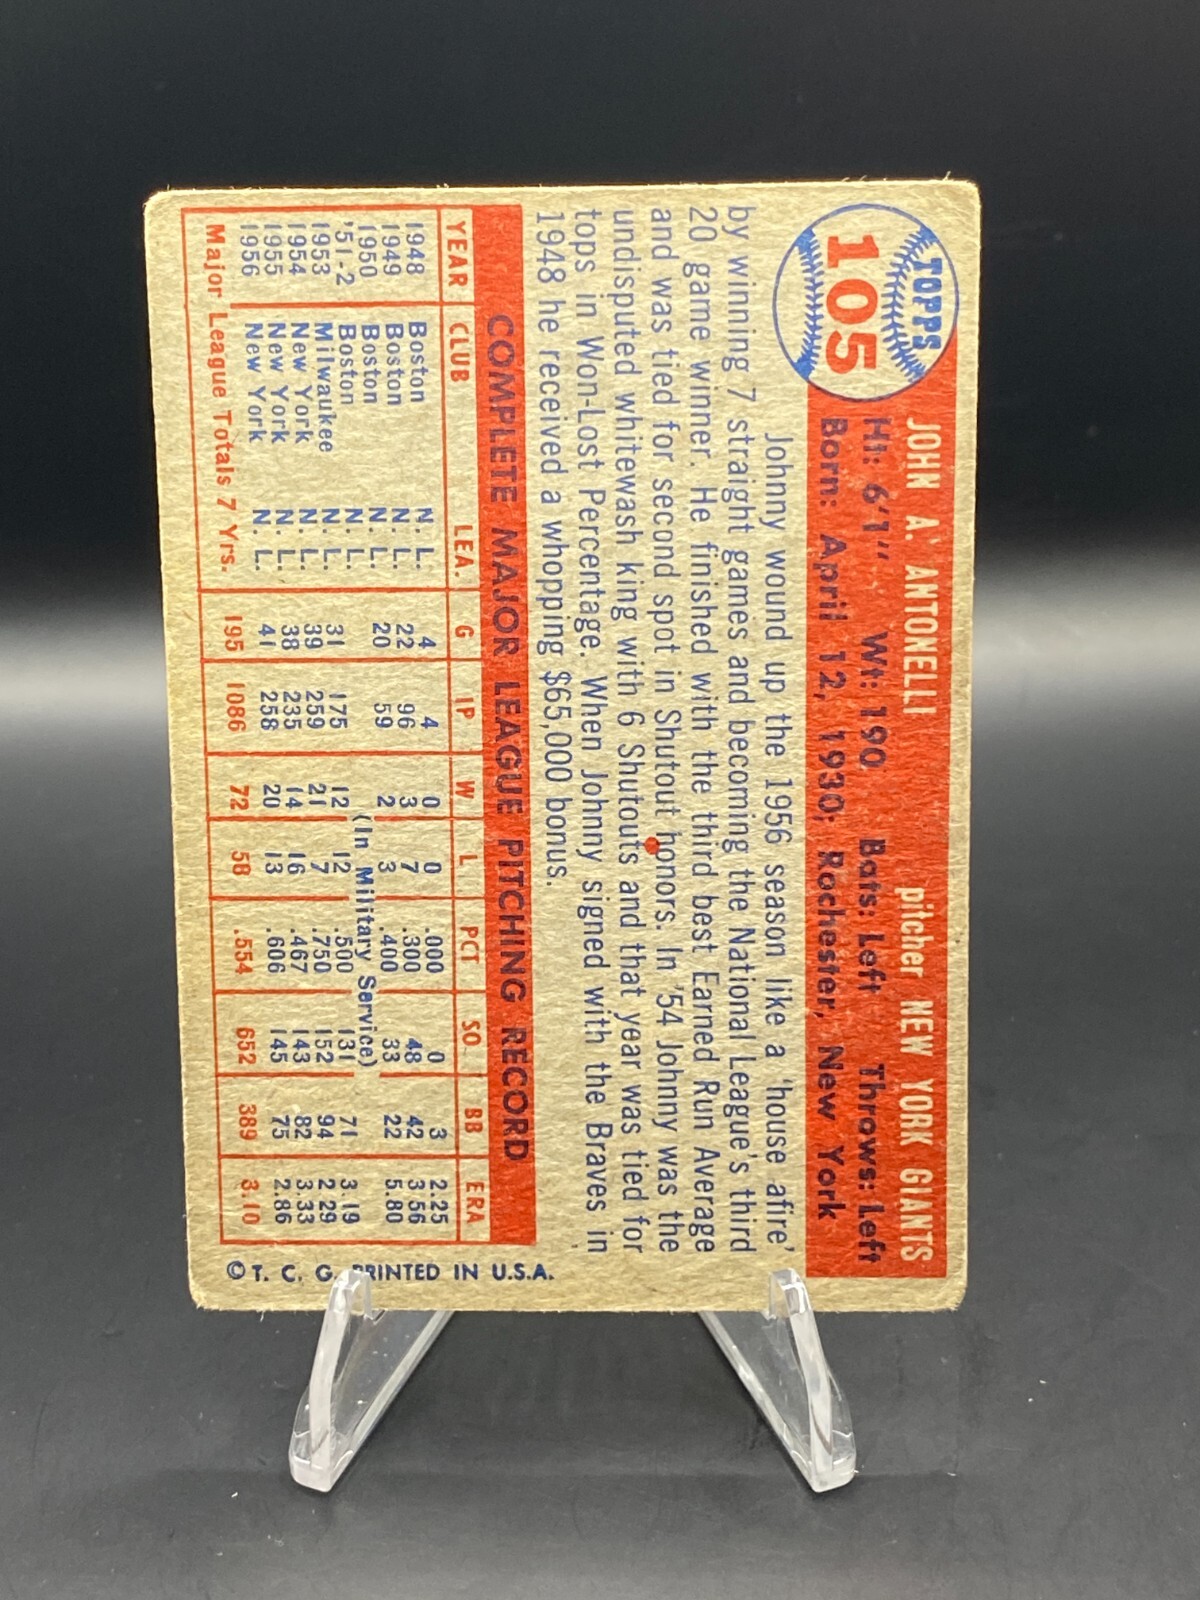 TOPPS
105
JOHN A. ANTONELLI pitcher NEW YORK GIANTS
Ht: 6'1" Wt: 190 Bats: Left Throws: Left
Born: April 12, 1930; Rochester, New York
Johnny wound up the 1956 season like a 'house afire'
by winning 7 straight games and becoming the National League's third
20 game winner. He finished with the third best Earned Run Average
and was tied for second spot in Shutout honors. In '54 Johnny was the
undisputed whitewash king with 6 Shutouts and that year was tied for
tops in Won-Lost Percentage. When Johnny signed with the Braves in
1948 he received a whopping $65,000 bonus.
COMPLETE MAJOR LEAGUE PITCHING RECORD
YEAR CLUB LEA. G IP W L PCT SO BB ERA
1948 Boston N. L. 4 4 0 0 .000 0 3 2.25
1949 Boston N. L. 22 96 3 7 .300 48 42 3.56
1950 Boston N. L. 20 59 2 3 .400 33 22 5.80
'51-2 Boston N. L. (In Military Service)
1953 Milwaukee N. L. 31 175 12 12 .500 131 71 3.19
1954 New York N. L. 39 259 21 7 .750 152 94 2.29
1955 New York N. L. 38 235 14 16 .467 143 82 3.33
1956 New York N. L. 41 258 20 13 .606 145 75 2.86
Major League Totals 7 Yrs. 195 1086 72 58 .554 652 389 3.10
© T. C. G. PRINTED IN U.S.A.